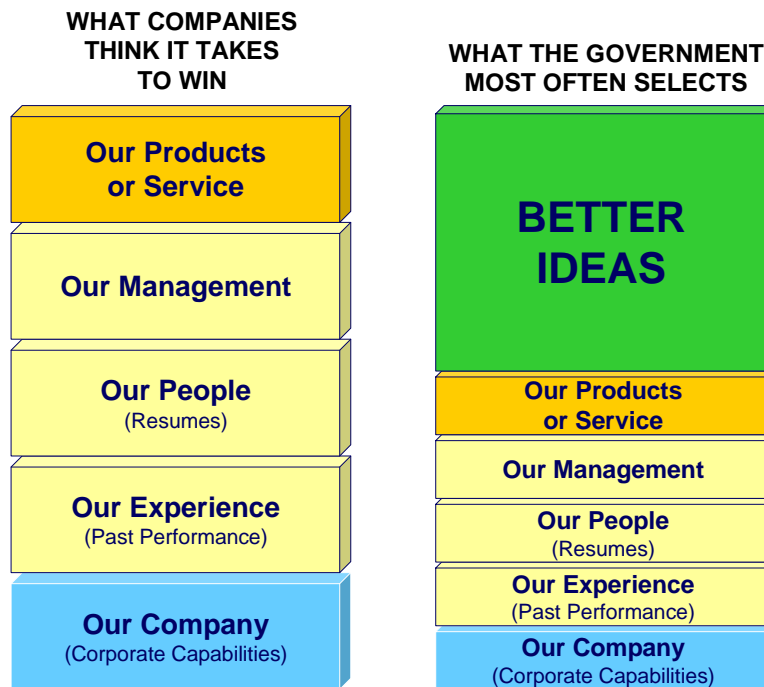 WHAT COMPANIES
THINK IT TAKES
TO WIN
Our Products
or Service
Our Management
Our People
(Resumes)
Our Experience
(Past Performance)
Our Company
(Corporate Capabilities)
WHAT THE GOVERNMENT
MOST OFTEN SELECTS
BETTER
IDEAS
Our Products
or Service
Our Management
Our People
(Resumes)
Our Experience
(Past Performance)
Our Company
(Corporate Capabilities)